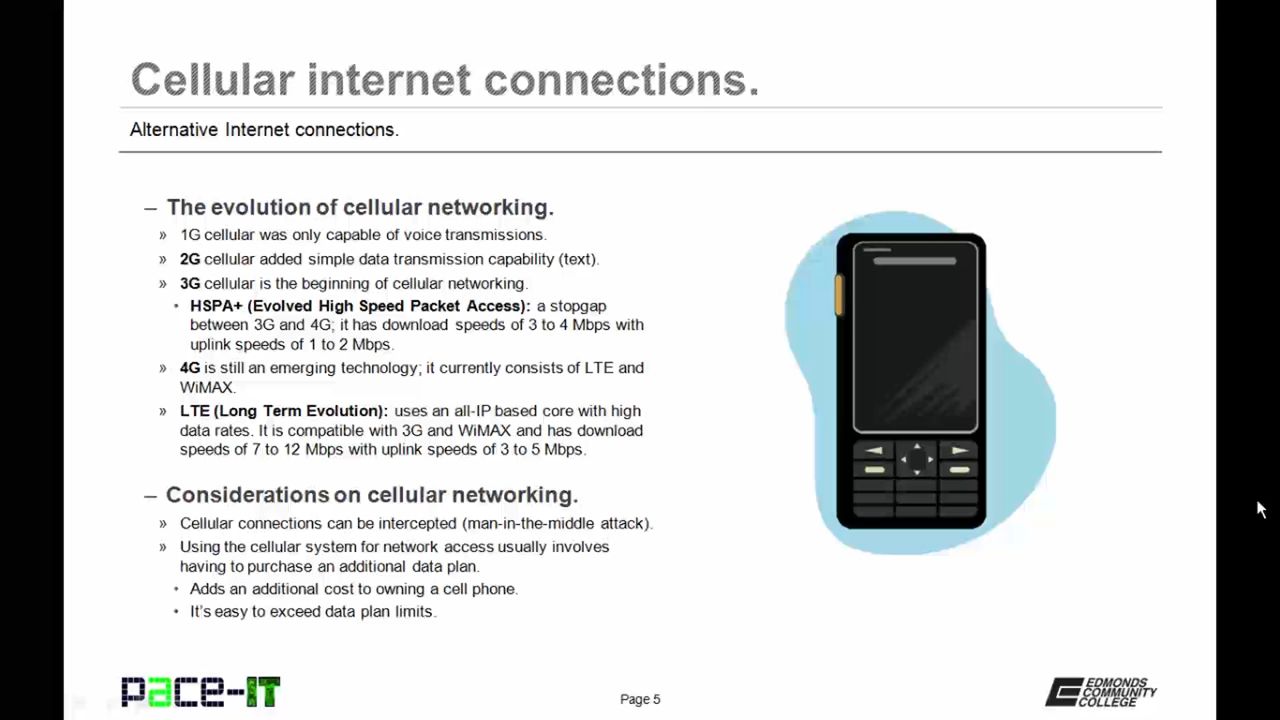 Cellular internet connections.
Alternative Internet connections.
– The evolution of cellular networking.
» 1G cellular was only capable of voice transmissions.
» 2G cellular added simple data transmission capability (text).
» 3G cellular is the beginning of cellular networking.
• HSPA+ (Evolved High Speed Packet Access): a stopgap
between 3G and 4G; it has download speeds of 3 to 4 Mbps with
uplink speeds of 1 to 2 Mbps.
» 4G is still an emerging technology; it currently consists of LTE and
WiMAX.
» LTE (Long Term Evolution): uses an all-IP based core with high
data rates. It is compatible with 3G and WiMAX and has download
speeds of 7 to 12 Mbps with uplink speeds of 3 to 5 Mbps.
– Considerations on cellular networking.
» Cellular connections can be intercepted (man-in-the-middle attack).
» Using the cellular system for network access usually involves
having to purchase an additional data plan.
• Adds an additional cost to owning a cell phone.
• It's easy to exceed data plan limits.
pace-IT
Page 5
EDMONDS
COMMUNITY
COLLEGE